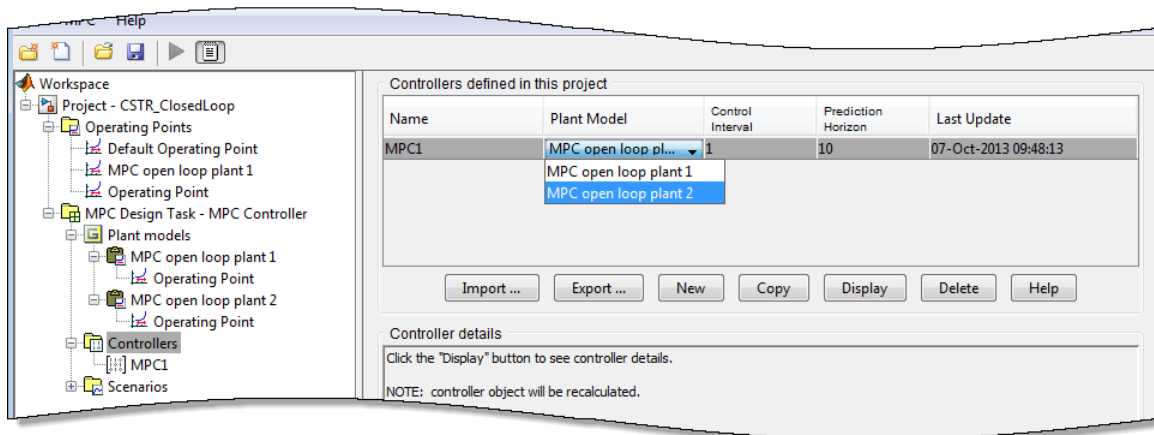 MPC Help
Workspace
Project - CSTR_ClosedLoop
Operating Points
Default Operating Point
MPC open loop plant 1
Operating Point
MPC Design Task - MPC Controller
Plant models
MPC open loop plant 1
Operating Point
MPC open loop plant 2
Operating Point
Controllers
MPC1
Scenarios
Controllers defined in this project
Name Plant Model Control Interval Prediction Horizon Last Update
MPC1 MPC open loop pl... 1 10 07-Oct-2013 09:48:13
MPC open loop plant 1
MPC open loop plant 2
Import ... Export ... New Copy Display Delete Help
Controller details
Click the "Display" button to see controller details.
NOTE: controller object will be recalculated.